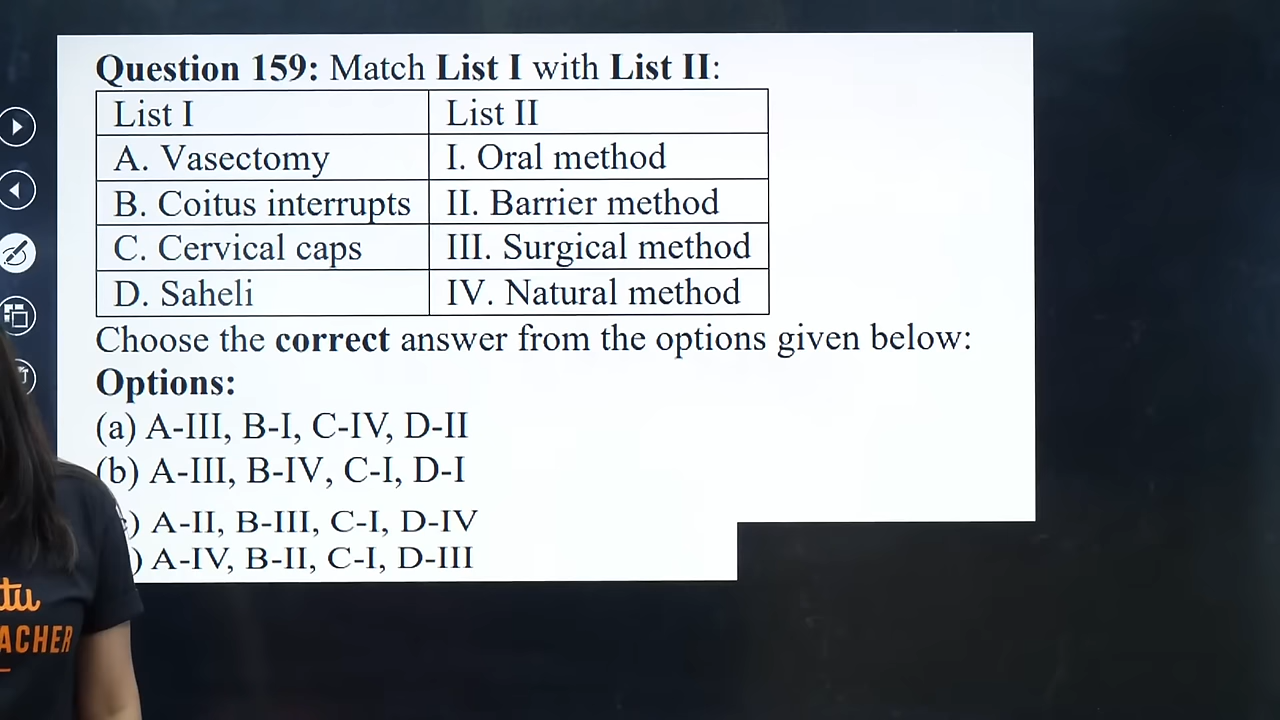 Question 159: Match List I with List II:
List I List II
A. Vasectomy I. Oral method
B. Coitus interrupts II. Barrier method
C. Cervical caps III. Surgical method
D. Saheli IV. Natural method
Choose the correct answer from the options given below:
Options:
(a) A-III, B-I, C-IV, D-II
(b) A-III, B-IV, C-I, D-I
) A-II, B-III, C-I, D-IV
) A-IV, B-II, C-I, D-III
tu
ACHER